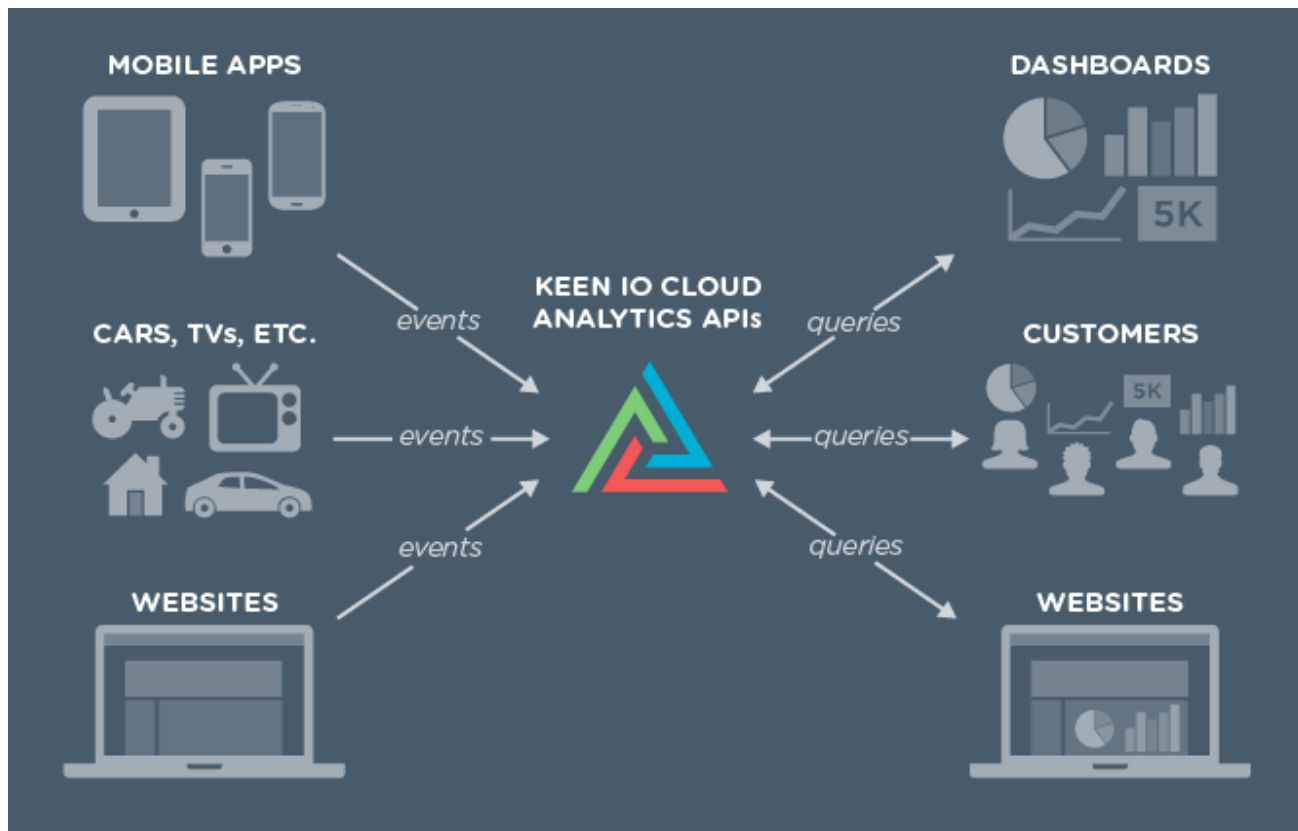 MOBILE APPS
DASHBOARDS
5K
KEEN IO CLOUD
ANALYTICS APIs
events
queries
CARS, TVs, ETC.
CUSTOMERS
5K
events
queries
events
queries
WEBSITES
WEBSITES